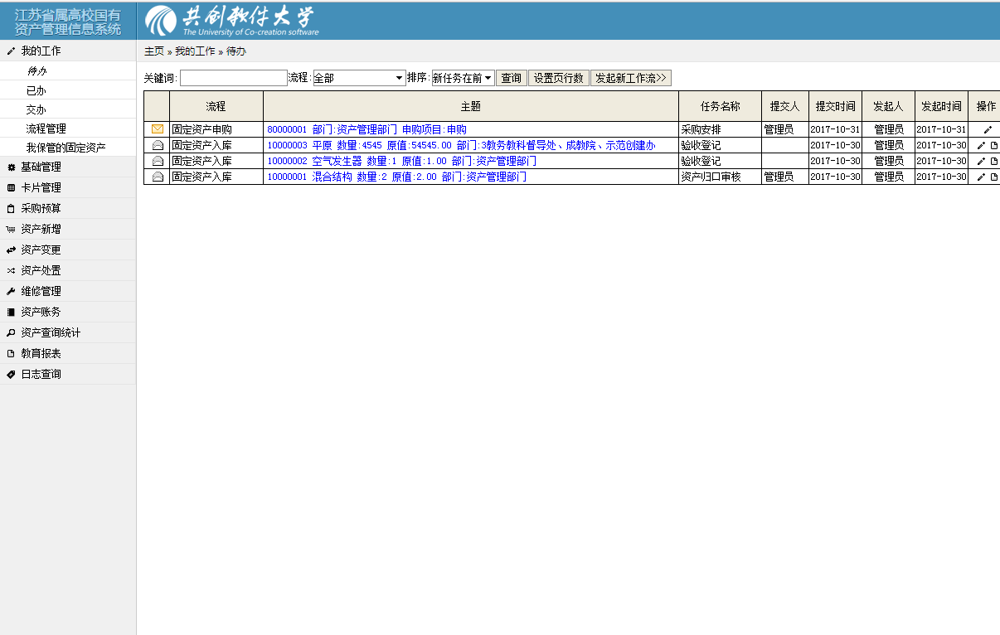 江苏省属高校国有
资产管理信息系统
共创软件大学
The University of Co-creation software
我的工作
待办
已办
交办
流程管理
我保管的固定资产
基础管理
卡片管理
采购预算
资产新增
资产变更
资产处置
维修管理
资产账务
资产查询统计
教育报表
日志查询
主页 » 我的工作 » 待办
关键词: 流程: 全部 排序: 新任务在前 查询 设置页行数 发起新工作流>>
流程 主题 任务名称 提交人 提交时间 发起人 发起时间 操作
固定资产申购 80000001 部门:资产管理部门 申购项目:申购 采购安排 管理员 2017-10-31 管理员 2017-10-31
固定资产入库 10000003 平原 数量:4545 原值:54545.00 部门:3教务教科督导处、成教院、示范创建办 验收登记 2017-10-30 管理员 2017-10-30
固定资产入库 10000002 空气发生器 数量:1 原值:1.00 部门:资产管理部门 验收登记 2017-10-30 管理员 2017-10-30
固定资产入库 10000001 混合结构 数量:2 原值:2.00 部门:资产管理部门 资产归口审核 管理员 2017-10-30 管理员 2017-10-30